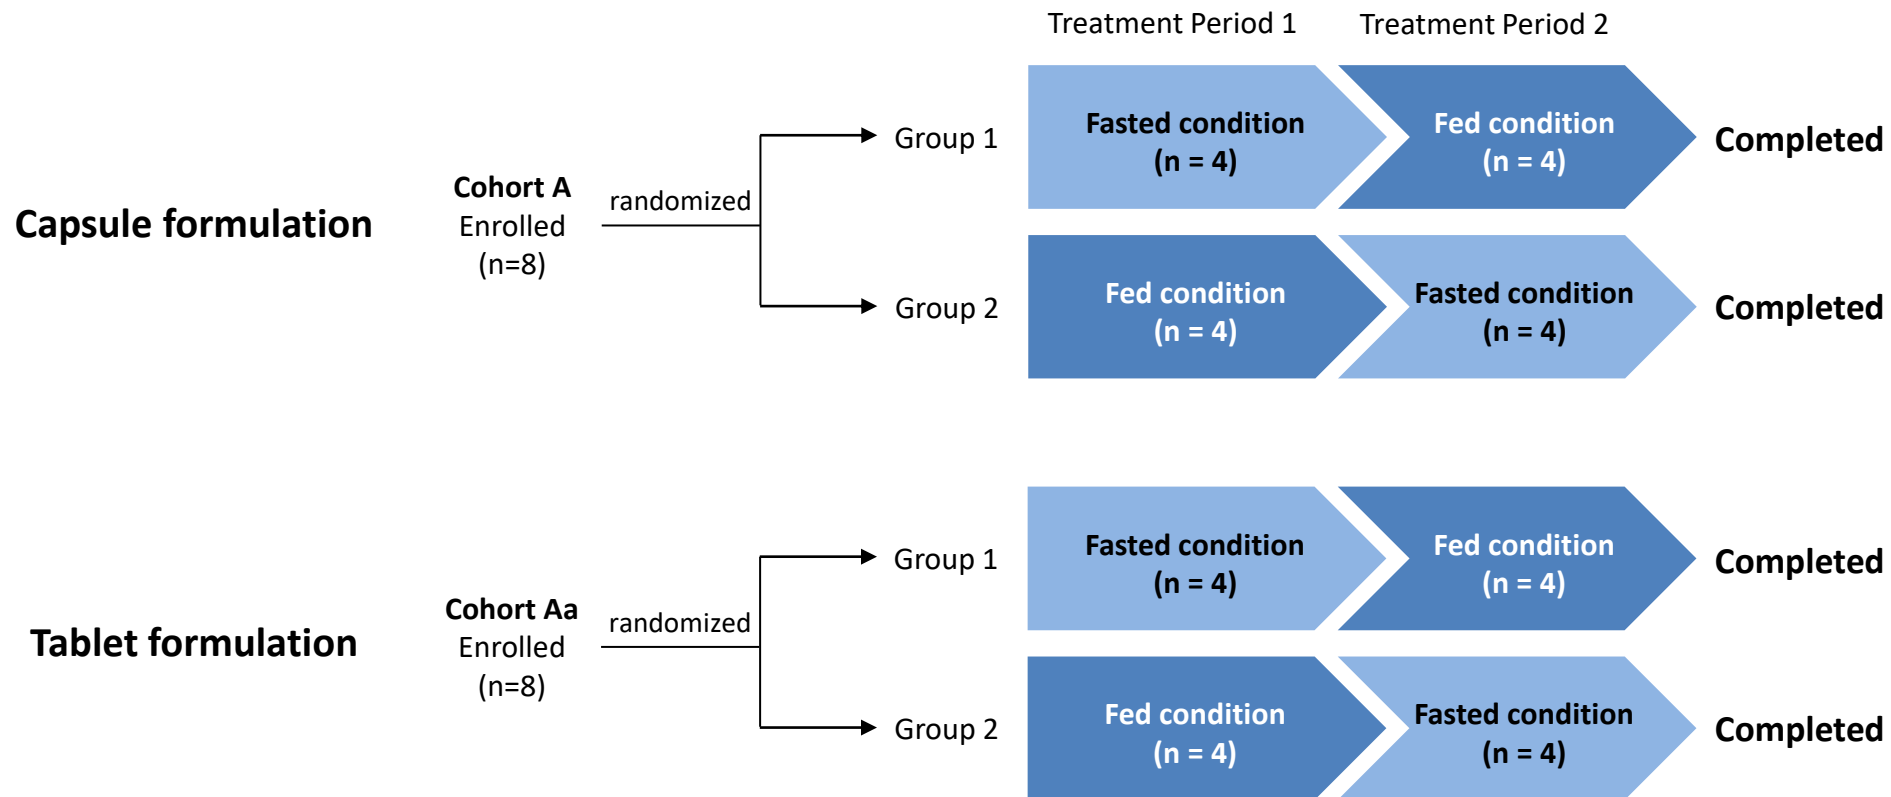 Treatment Period 1
Treatment Period 2
Capsule formulation
Cohort A
Enrolled
(n=8)
randomized
Group 1
Fasted condition
(n = 4)
Fed condition
(n = 4)
Completed
Group 2
Fed condition
(n = 4)
Fasted condition
(n = 4)
Completed
Tablet formulation
Cohort Aa
Enrolled
(n=8)
randomized
Group 1
Fasted condition
(n = 4)
Fed condition
(n = 4)
Completed
Group 2
Fed condition
(n = 4)
Fasted condition
(n = 4)
Completed